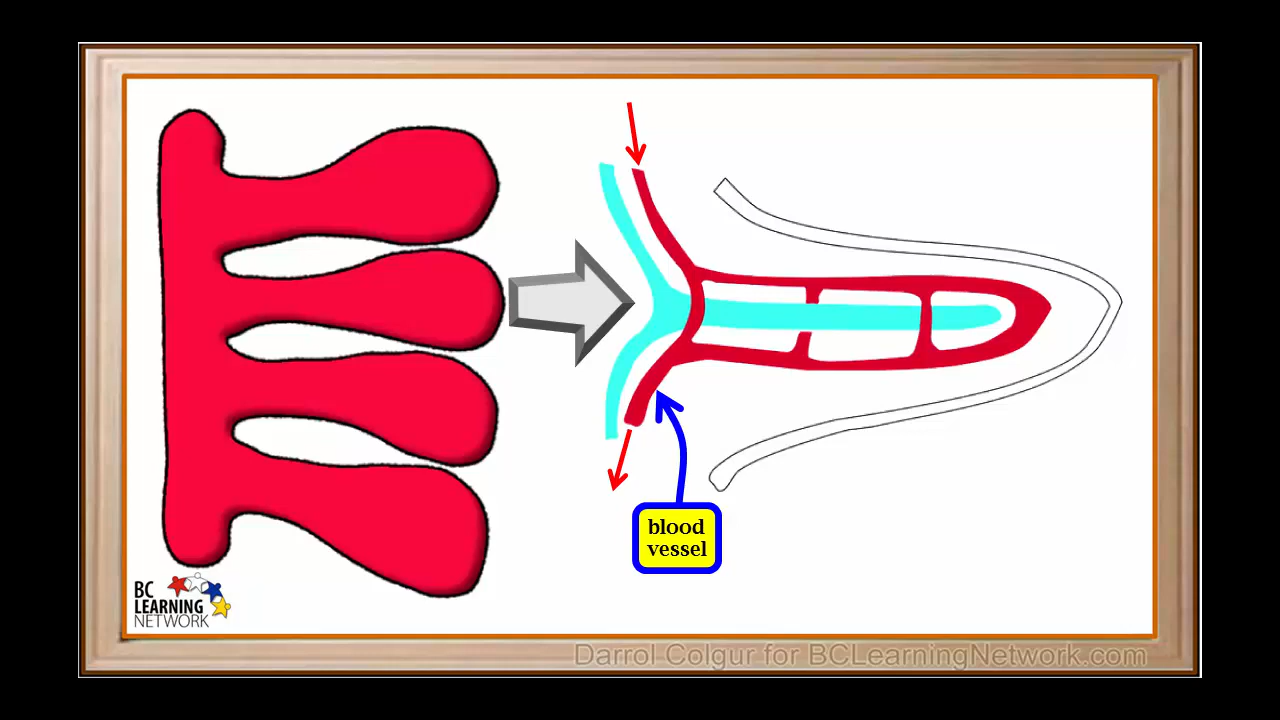 blood
vessel
BC
LEARNING
NETWORK
Darrol Colgur for BCLearningNetwork.com